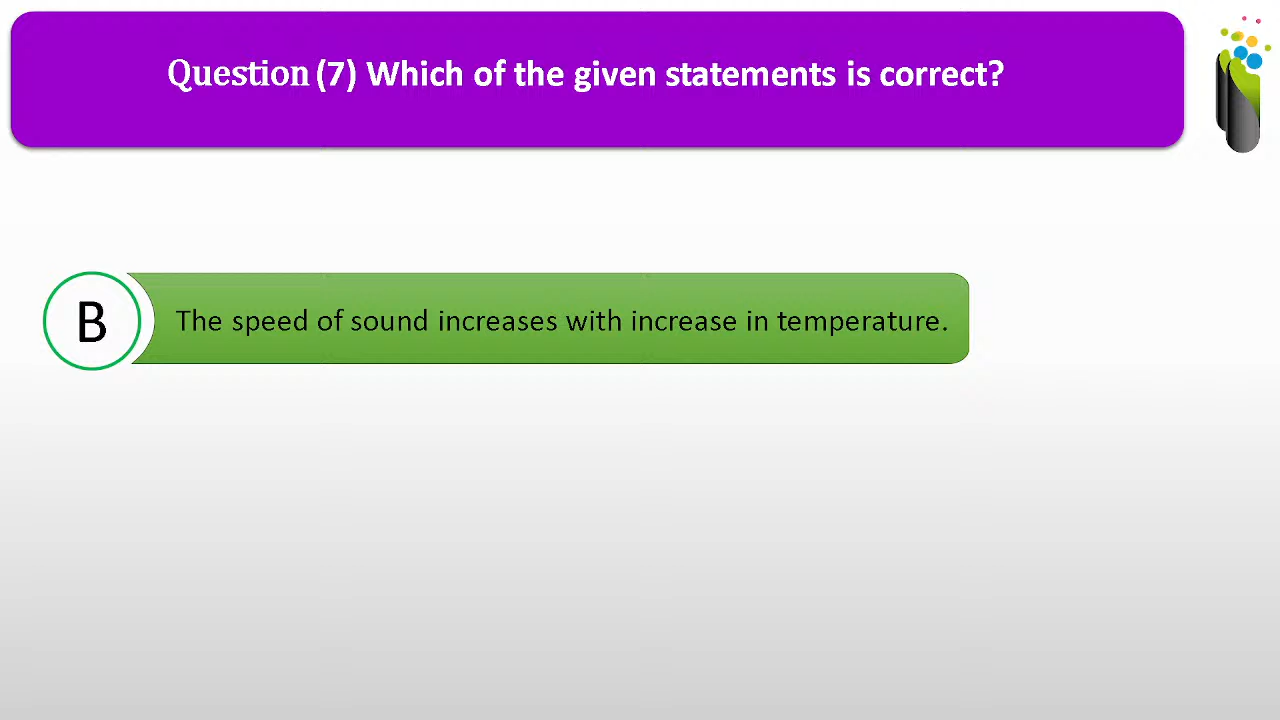 Question (7) Which of the given statements is correct?
B
The speed of sound increases with increase in temperature.